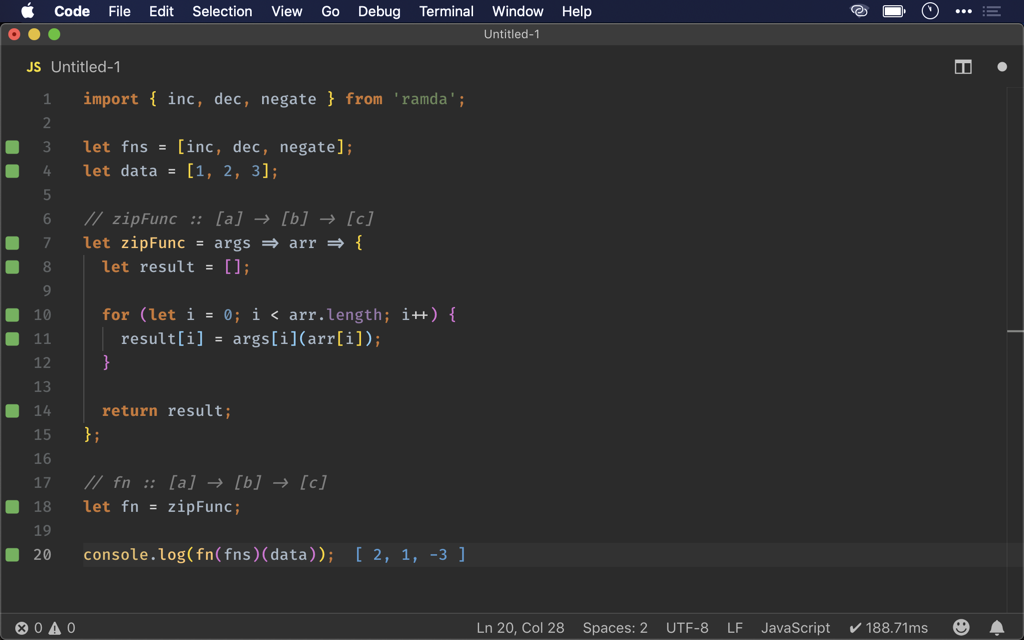 Code File Edit Selection View Go Debug Terminal Window Help
Untitled-1
JS Untitled-1
1 import { inc, dec, negate } from 'ramda';
2
3 let fns = [inc, dec, negate];
4 let data = [1, 2, 3];
5
6 // zipFunc :: [a] → [b] → [c]
7 let zipFunc = args ⇒ arr ⇒ {
8 let result = [];
9
10 for (let i = 0; i < arr.length; i++) {
11 result[i] = args[i](arr[i]);
12 }
13
14 return result;
15 };
16
17 // fn :: [a] → [b] → [c]
18 let fn = zipFunc;
19
20 console.log(fn(fns)(data)); [ 2, 1, -3 ]
0 0 Ln 20, Col 28 Spaces: 2 UTF-8 LF JavaScript ✔ 188.71ms